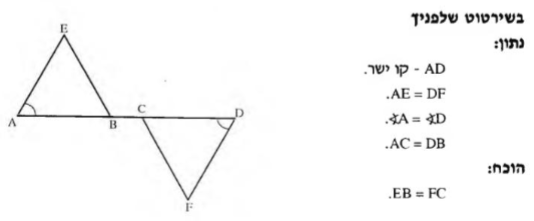 בשירטוט שלפניך
נתון:
AD - קו ישר.
AE = DF.
∢A = ∢D.
AC = DB.
הוכח:
EB = FC.
E
A
B
C
D
F